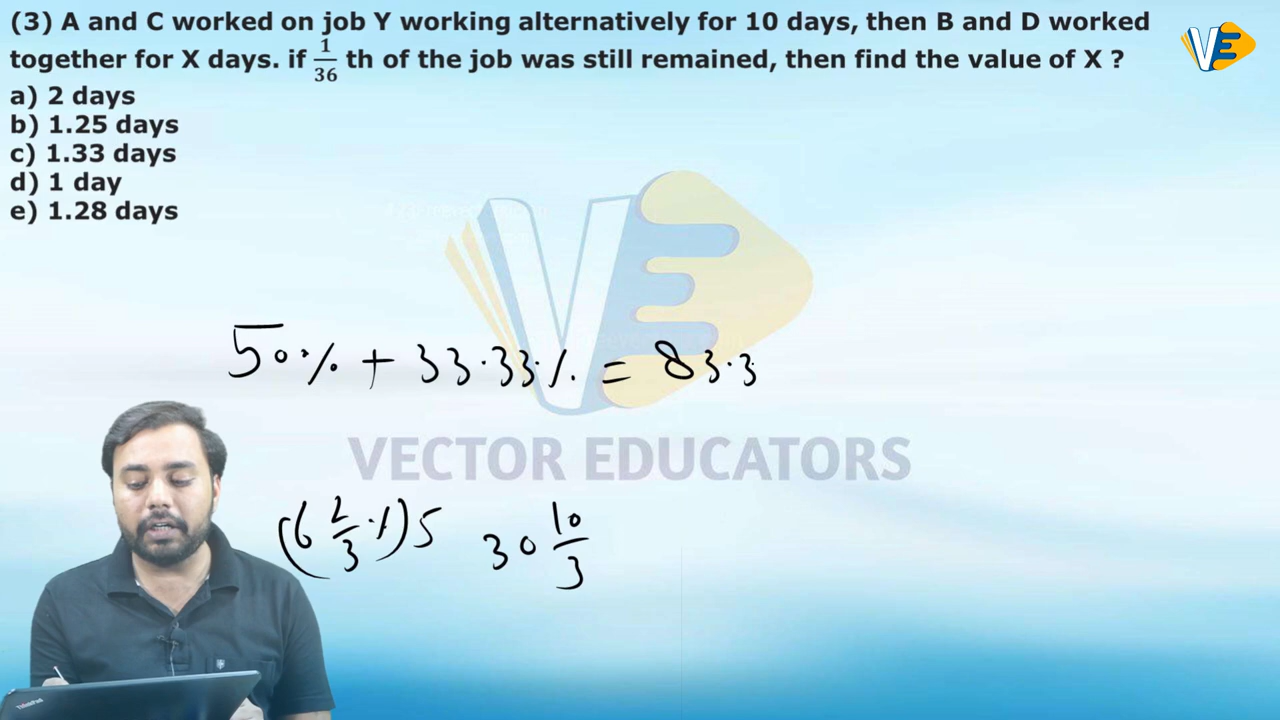 (3) A and C worked on job Y working alternatively for 10 days, then B and D worked
together for X days. if 1/36 th of the job was still remained, then find the value of X ?
a) 2 days
b) 1.25 days
c) 1.33 days
d) 1 day
e) 1.28 days
VE
50% + 33.33% = 83.3
VECTOR EDUCATORS
(6 2/3 %)5 30 10/3
ThinkPad